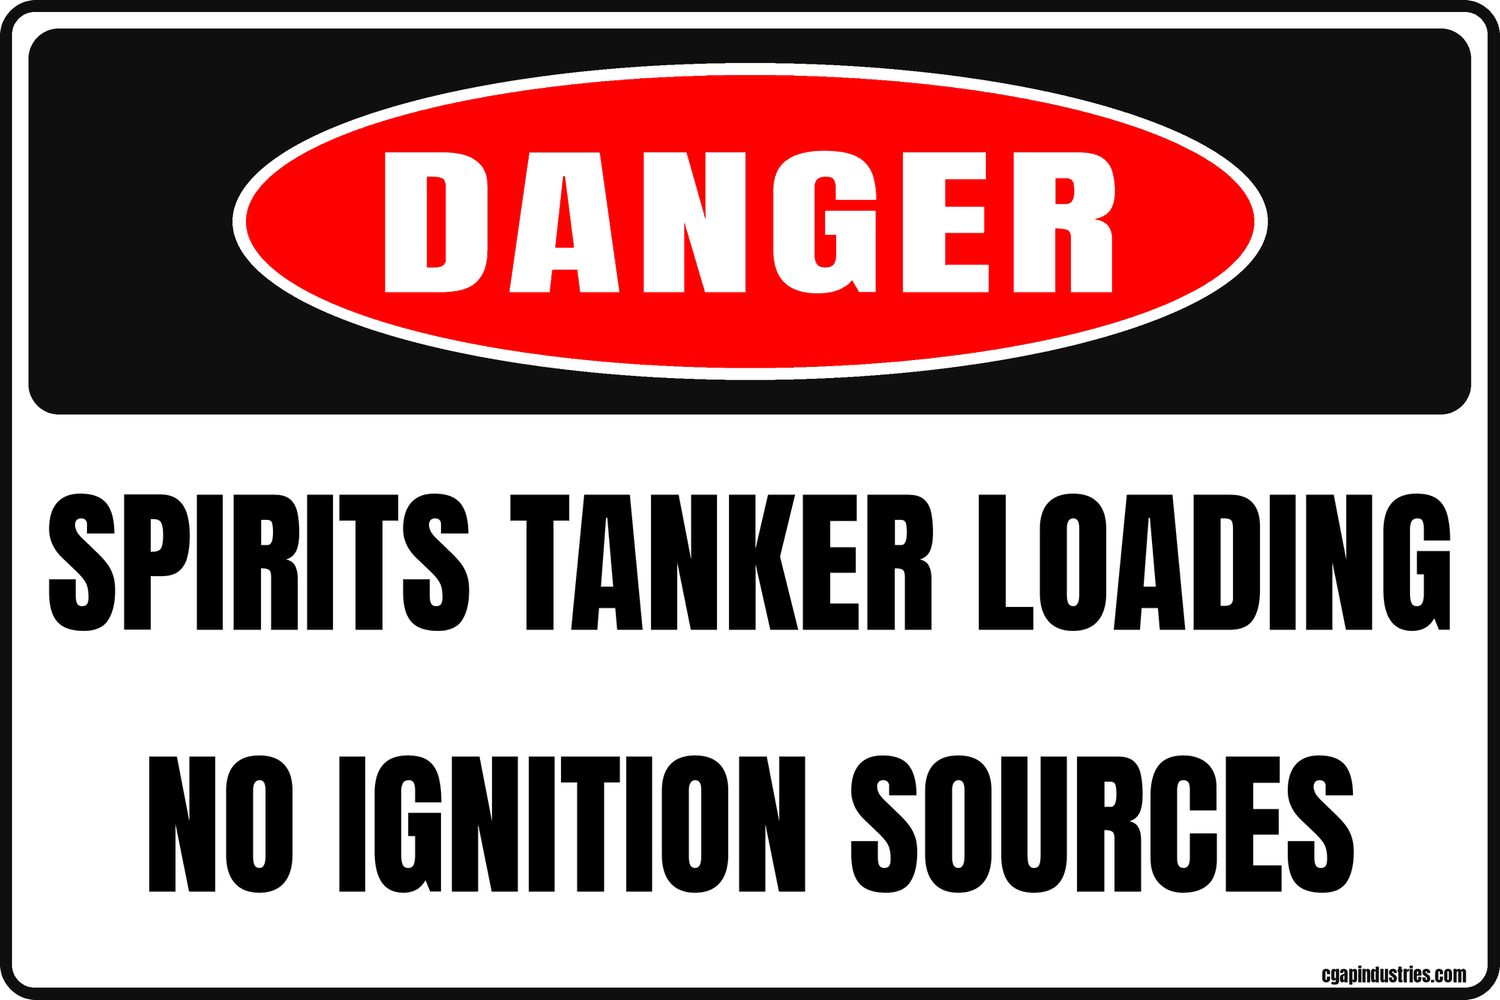 DANGER
SPIRITS TANKER LOADING
NO IGNITION SOURCES
cgapindustries.com